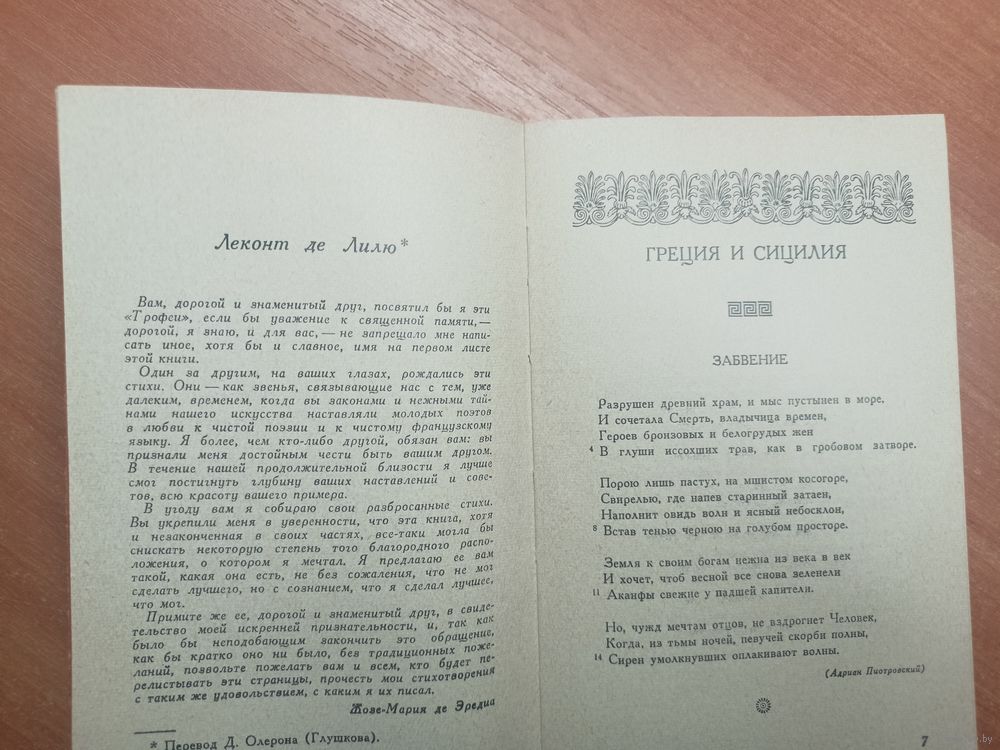 Леконт де Лилю*
Вам, дорогой и знаменитый друг, посвятил бы я эти
«Трофеи», если бы уважение к священной памяти,—
дорогой, я знаю, и для вас,— не запрещало мне напи-
сать иное, хотя бы и славное, имя на первом листе
этой книги.
Один за другим, на ваших глазах, рождались эти
стихи. Они — как звенья, связывающие нас с тем, уже
далеким, временем, когда вы законами и нежными тай-
нами нашего искусства наставляли молодых поэтов
в любви к чистой поэзии и к чистому французскому
языку. Я более, чем кто-либо другой, обязан вам: вы
признали меня достойным чести быть вашим другом.
В течение нашей продолжительной близости я лучше
смог постигнуть глубину ваших наставлений и сове-
тов, всю красоту вашего примера.
В угоду вам я собираю свои разбросанные стихи.
Вы укрепили меня в уверенности, что эта книга, хотя
и незаконченная в своих частях, все-таки могла бы
снискать некоторую степень того благородного распо-
ложения, о котором я мечтал. Я предлагаю ее вам
такой, какая она есть, не без сожаления, что не мог
сделать лучшего, но с сознанием, что я сделал лучшее,
что мог.
Примите же ее, дорогой и знаменитый друг, в свиде-
тельство моей искренней признательности, и, так как
было бы неподобающим закончить это обращение,
как бы кратко оно ни было, без традиционных поже-
ланий, позвольте пожелать вам и всем, кто будет пе-
релистывать эти страницы, прочесть мои стихотворения
с таким же удовольствием, с каким я их писал.
Жозе-Мария де Эредиа
* Перевод Д. Олерона (Глушкова).
ГРЕЦИЯ И СИЦИЛИЯ
ЗАБВЕНИЕ
Разрушен древний храм, и мыс пустынен в море,
И сочетала Смерть, владычица времен,
Героев бронзовых и белогрудых жен
4 В глуши иссохших трав, как в гробовом затворе.
Порою лишь пастух, на мшистом косогоре,
Свирелью, где напев старинный затаен,
Наполнит овидь волн и ясный небосклон,
8 Встав тенью черною на голубом просторе.
Земля к своим богам нежна из века в век
И хочет, чтоб весной все снова зеленели
11 Аканфы свежие у падшей капители.
Но, чужд мечтам отцов, не вздрогнет Человек,
Когда, из тьмы ночей, певучей скорби полны,
14 Сирен умолкнувших оплакивают волны.
(Адриан Пиотровский)
7